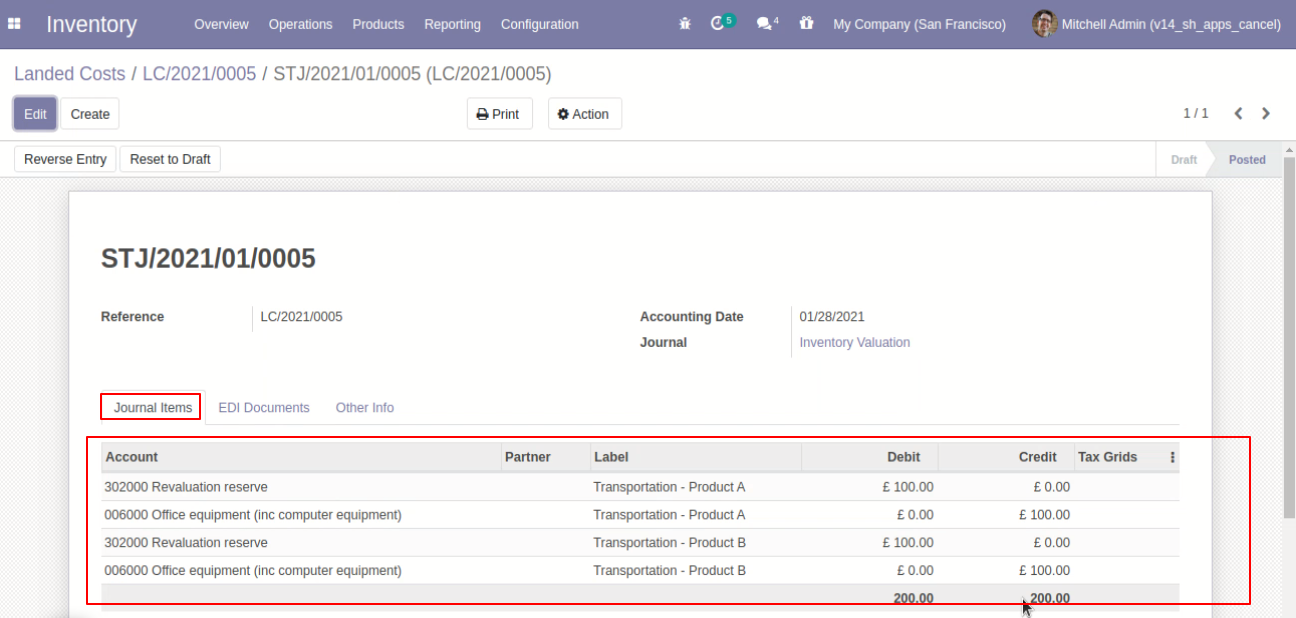 Inventory Overview Operations Products Reporting Configuration 5 4 My Company (San Francisco) Mitchell Admin (v14_sh_apps_cancel)
Landed Costs / LC/2021/0005 / STJ/2021/01/0005 (LC/2021/0005)
Edit Create Print Action 1 / 1
Reverse Entry Reset to Draft Draft Posted
STJ/2021/01/0005
Reference LC/2021/0005 Accounting Date 01/28/2021
Journal Inventory Valuation
Journal Items EDI Documents Other Info
Account Partner Label Debit Credit Tax Grids
302000 Revaluation reserve Transportation - Product A £ 100.00 £ 0.00
006000 Office equipment (inc computer equipment) Transportation - Product A £ 0.00 £ 100.00
302000 Revaluation reserve Transportation - Product B £ 100.00 £ 0.00
006000 Office equipment (inc computer equipment) Transportation - Product B £ 0.00 £ 100.00
200.00 200.00